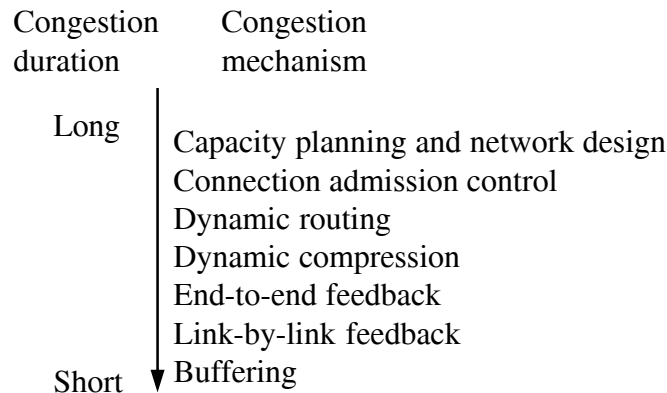 Congestion duration
Congestion mechanism
Long
Capacity planning and network design
Connection admission control
Dynamic routing
Dynamic compression
End-to-end feedback
Link-by-link feedback
Buffering
Short